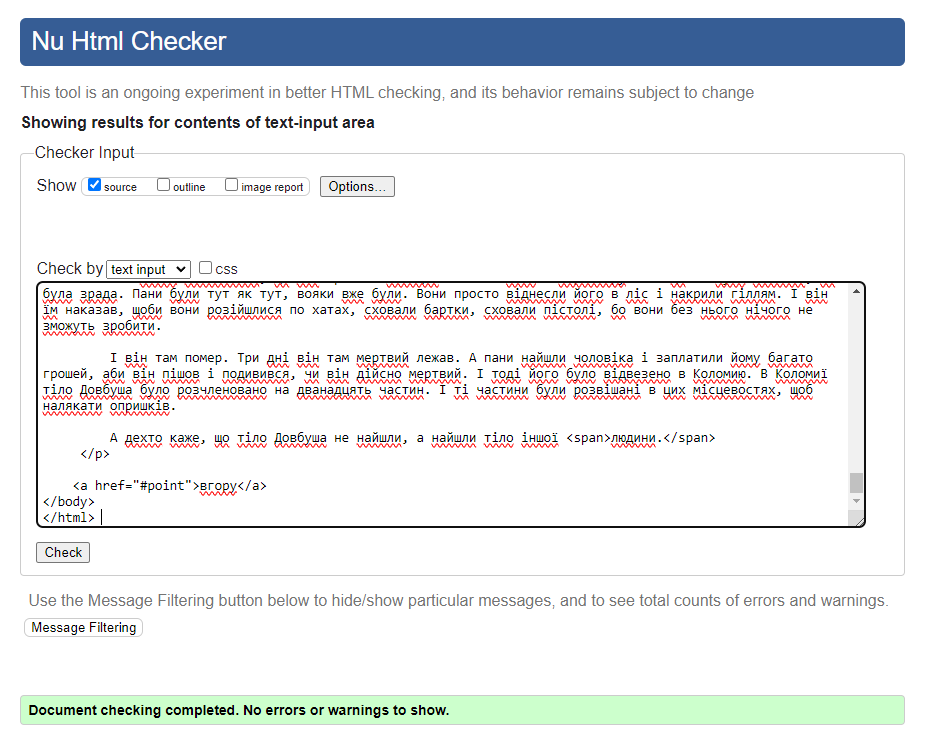 Nu Html Checker
This tool is an ongoing experiment in better HTML checking, and its behavior remains subject to change
Showing results for contents of text-input area
Checker Input
Show source outline image report Options...
Check by text input css
була зрада. Пани були тут як тут, вояки вже були. Вони просто віднесли його в ліс і накрили гіллям. І він
їм наказав, щоби вони розійшлися по хатах, сховали бартки, сховали пістолі, бо вони без нього нічого не
зможуть зробити.
І він там помер. Три дні він там мертвий лежав. А пани найшли чоловіка і заплатили йому багато
грошей, аби він пішов і подивився, чи він дійсно мертвий. І тоді його було відвезено в Коломию. В Коломиї
тіло Довбуша було розчленовано на дванадцять частин. І ті частини були розвішані в цих місцевостях, щоб
налякати опришків.
А дехто каже, що тіло Довбуша не найшли, а найшли тіло іншої <span>людини.</span>
</p>
<a href="#point">вгору</a>
</body>
</html>
Check
Use the Message Filtering button below to hide/show particular messages, and to see total counts of errors and warnings.
Message Filtering
Document checking completed. No errors or warnings to show.